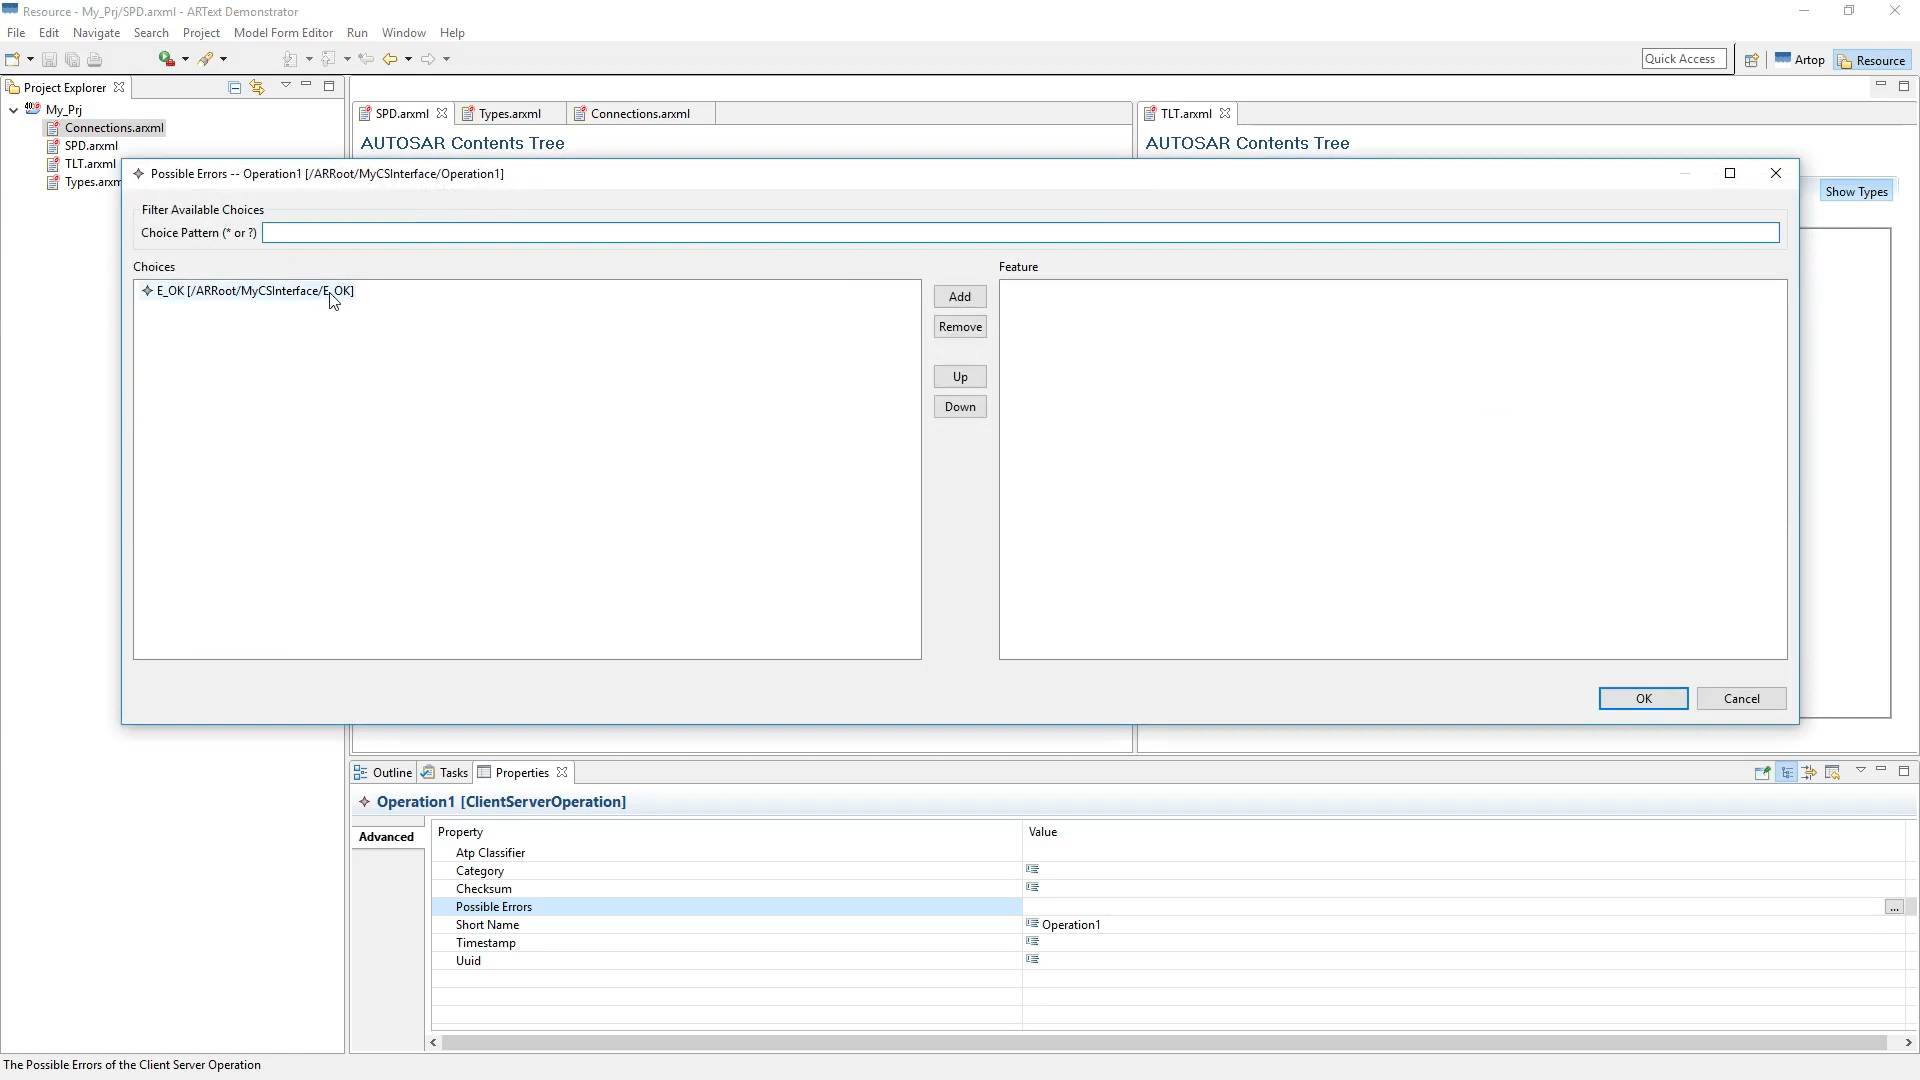 Resource - My_Prj/SPD.arxml - ARText Demonstrator
File Edit Navigate Search Project Model Form Editor Run Window Help
Quick Access Artop Resource
Project Explorer
My_Prj
Connections.arxml
SPD.arxml
TLT.arxml
Types.arxm
SPD.arxml Types.arxml Connections.arxml
AUTOSAR Contents Tree
TLT.arxml
AUTOSAR Contents Tree
Show Types
Possible Errors -- Operation1 [/ARRoot/MyCSInterface/Operation1]
Filter Available Choices
Choice Pattern (* or ?)
Choices
E_OK [/ARRoot/MyCSInterface/E_OK]
Add
Remove
Up
Down
Feature
OK Cancel
Outline Tasks Properties
Operation1 [ClientServerOperation]
Advanced
Property Value
Atp Classifier
Category
Checksum
Possible Errors ...
Short Name Operation1
Timestamp
Uuid
The Possible Errors of the Client Server Operation